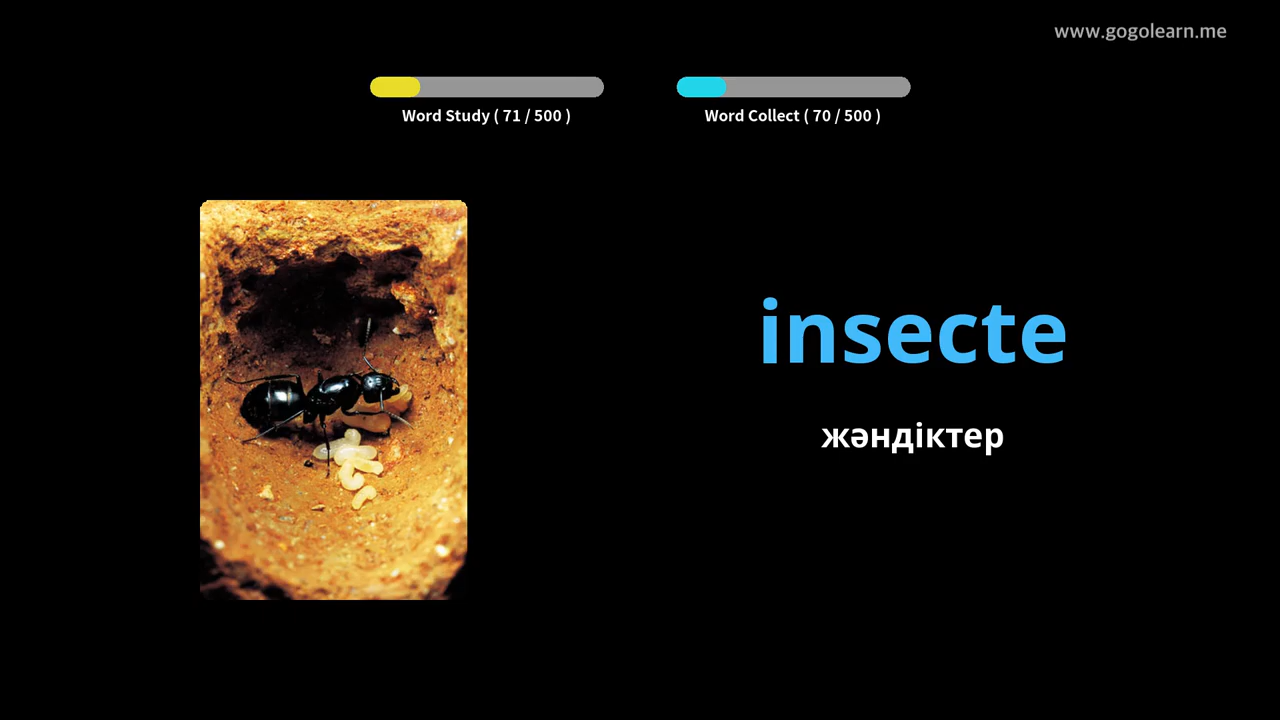 www.gogolearn.me
Word Study ( 71 / 500 )
Word Collect ( 70 / 500 )
insecte
жәндіктер